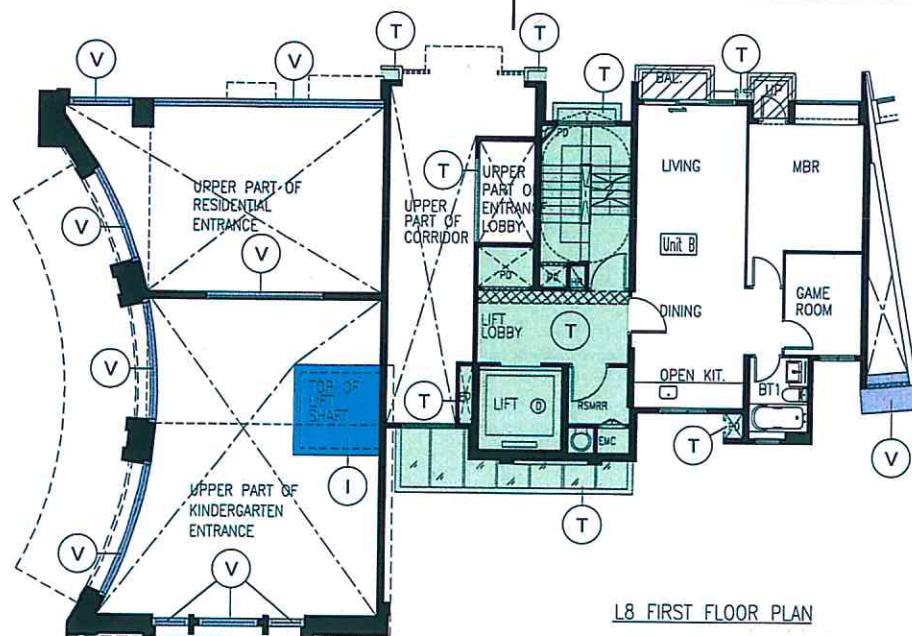 T
T
V
V
T
T
BAL.
U.P.
PD
T
UPPER
PART O
ENTRANCE
LOBBY
LIVING
MBR
UPPER PART OF
RESIDENTIAL
ENTRANCE
UPPER
PART OF
CORRIDOR
V
V
Unit B
PD
GAME
ROOM
LIFT
LOBBY
T
DINING
V
TOP OF
LIFT
SHAFT
T
LIFT
D
RSMRR
OPEN KIT.
BT1
EMC
T
V
I
UPPER PART OF
KINDERGARTEN
ENTRANCE
T
V
V
L8 FIRST FLOOR PLAN